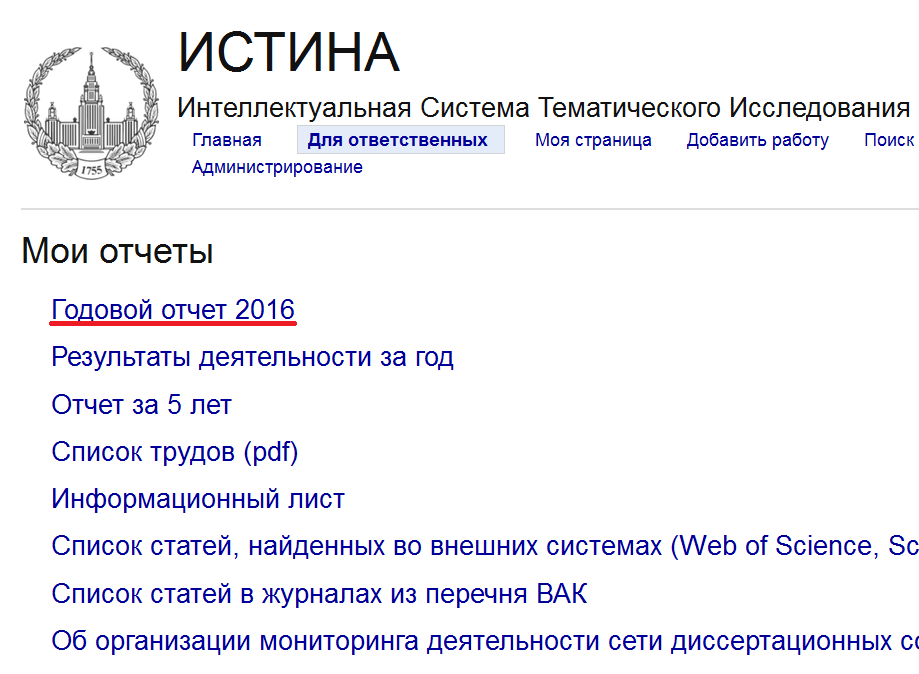 ИСТИНА
Интеллектуальная Система Тематического Исследования
Главная Для ответственных Моя страница Добавить работу Поиск
Администрирование
1755
Мои отчеты
Годовой отчет 2016
Результаты деятельности за год
Отчет за 5 лет
Список трудов (pdf)
Информационный лист
Список статей, найденных во внешних системах (Web of Science,
Список статей в журналах из перечня ВАК
Об организации мониторинга деятельности сети диссертационных